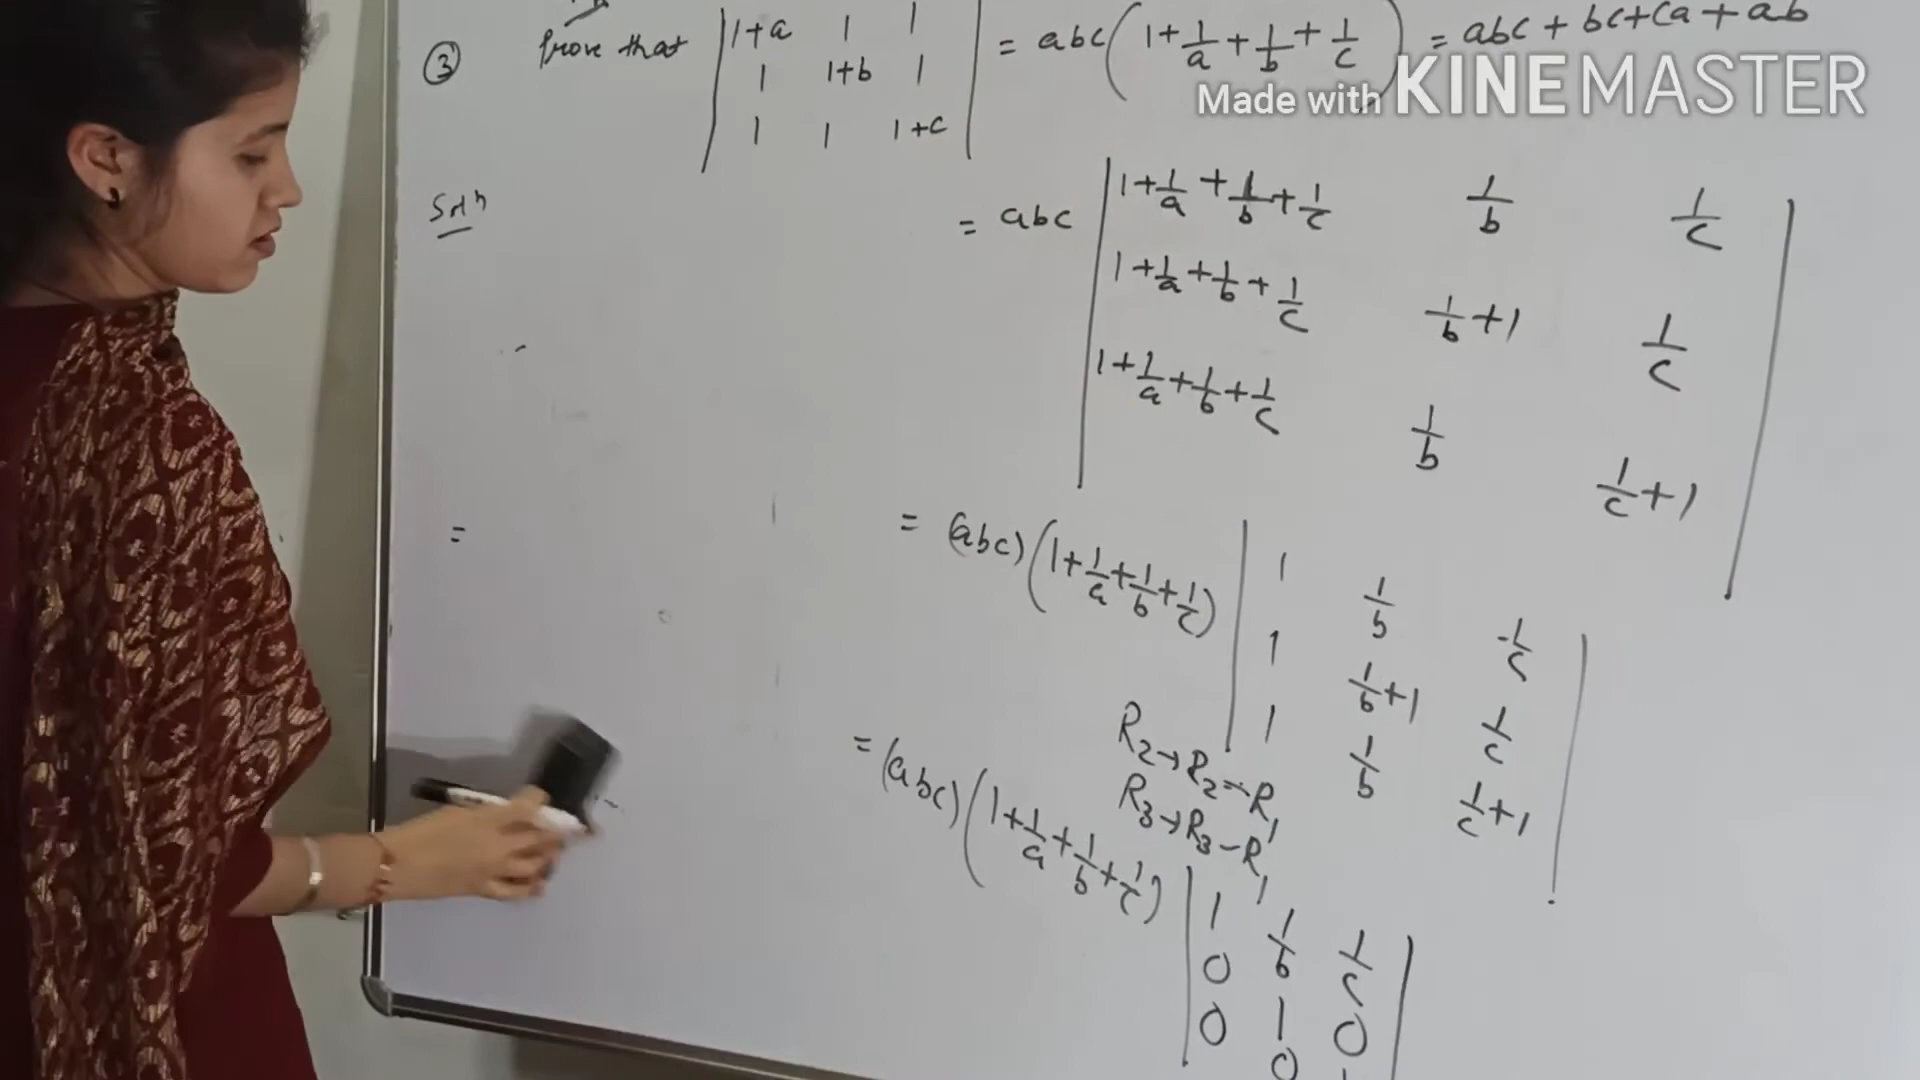 ③ Prove that | 1+a 1 1 | = abc ( 1 + 1/a + 1/b + 1/c ) = abc + bc + ca + ab
| 1 1+b 1 |
| 1 1 1+c |
Made with KINEMASTER
Solⁿ
= abc | 1 + 1/a + 1/b + 1/c 1/b 1/c |
| 1 + 1/a + 1/b + 1/c 1/b + 1 1/c |
| 1 + 1/a + 1/b + 1/c 1/b 1/c + 1 |
=
= (abc) ( 1 + 1/a + 1/b + 1/c ) | 1 1/b 1/c |
| 1 1/b + 1 1/c |
| 1 1/b 1/c + 1 |
R₂ → R₂ - R₁
R₃ → R₃ - R₁
= (abc) ( 1 + 1/a + 1/b + 1/c ) | 1 1/b 1/c |
| 0 1 0 |
| 0 0